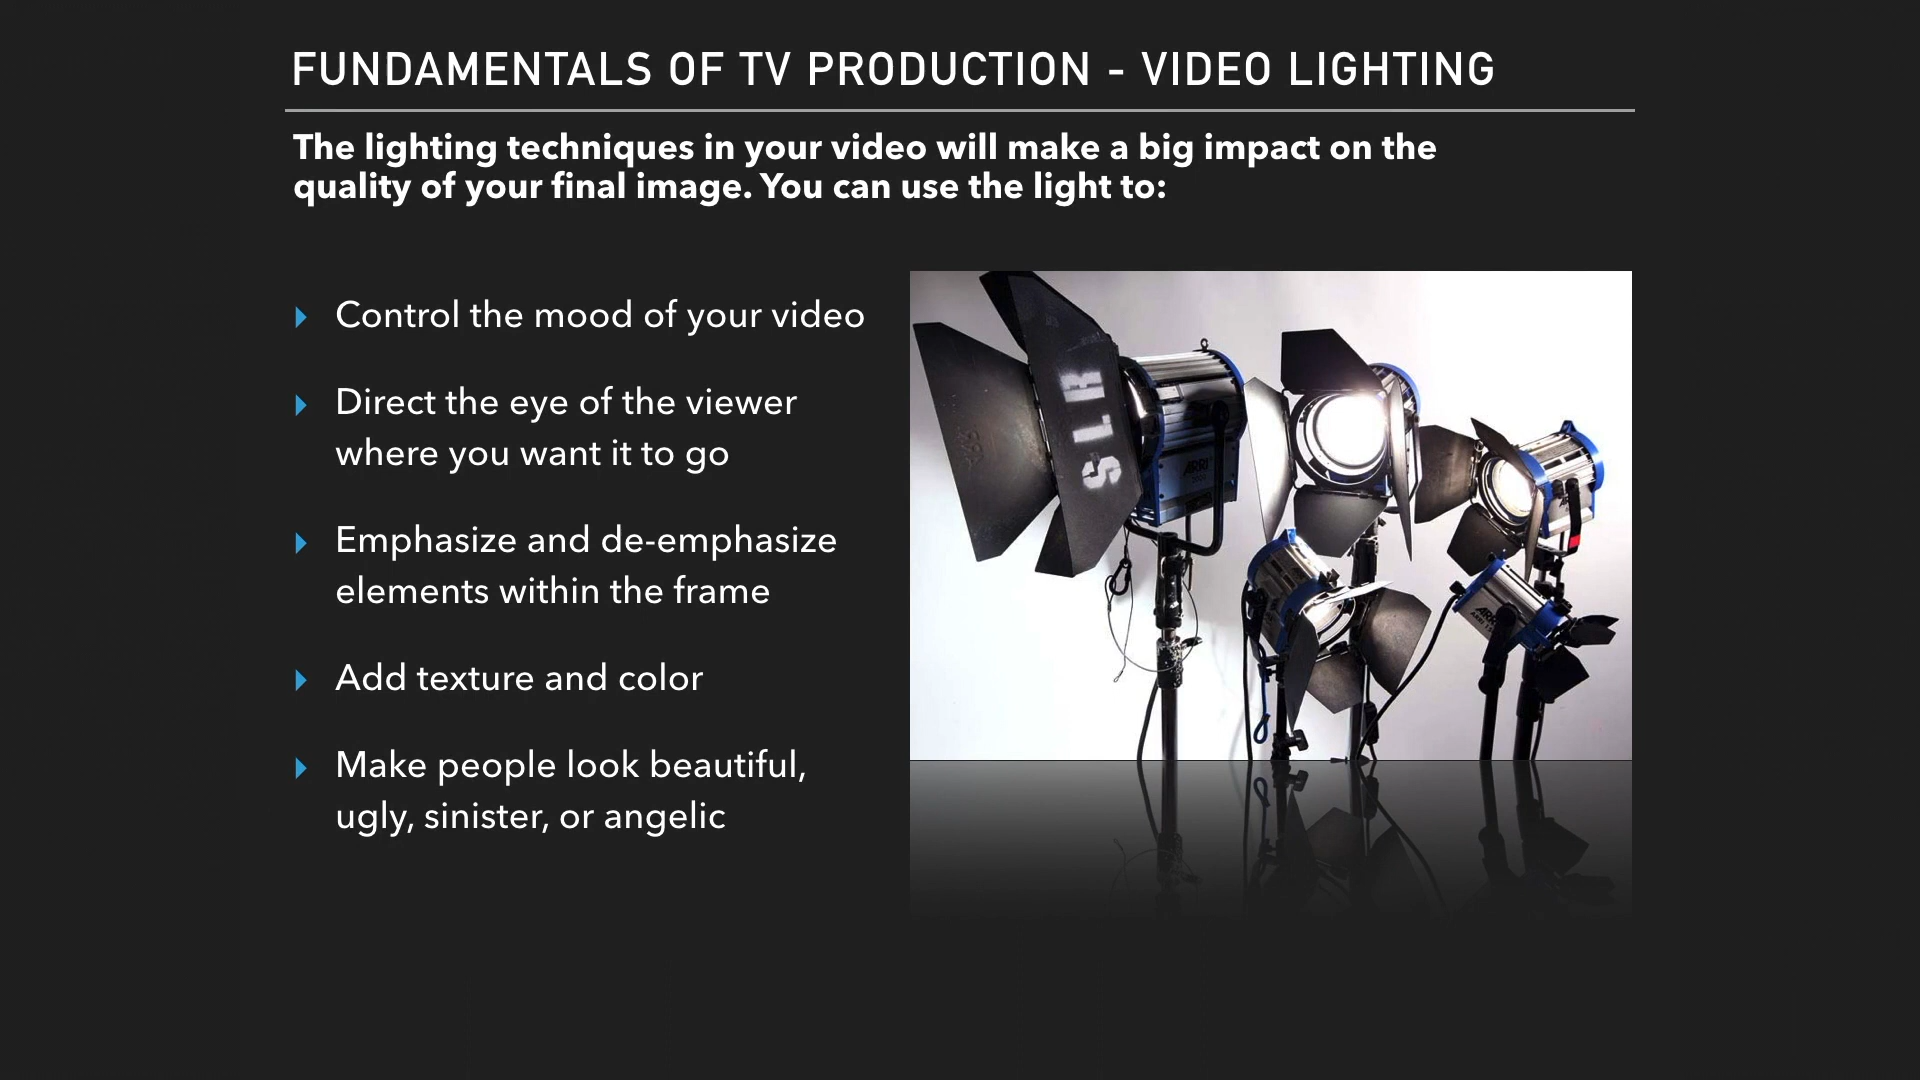 FUNDAMENTALS OF TV PRODUCTION - VIDEO LIGHTING
The lighting techniques in your video will make a big impact on the
quality of your final image. You can use the light to:
Control the mood of your video
Direct the eye of the viewer
where you want it to go
Emphasize and de-emphasize
elements within the frame
Add texture and color
Make people look beautiful,
ugly, sinister, or angelic
S-LR
ARRI
ARRI